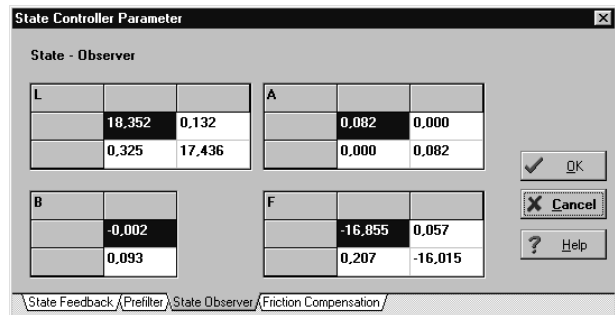 State Controller Parameter
State - Observer
L
18,352 0,132
0,325 17,436
A
0,082 0,000
0,000 0,082
B
-0,002
0,093
F
-16,855 0,057
0,207 -16,015
OK
Cancel
Help
State Feedback Prefilter State Observer Friction Compensation